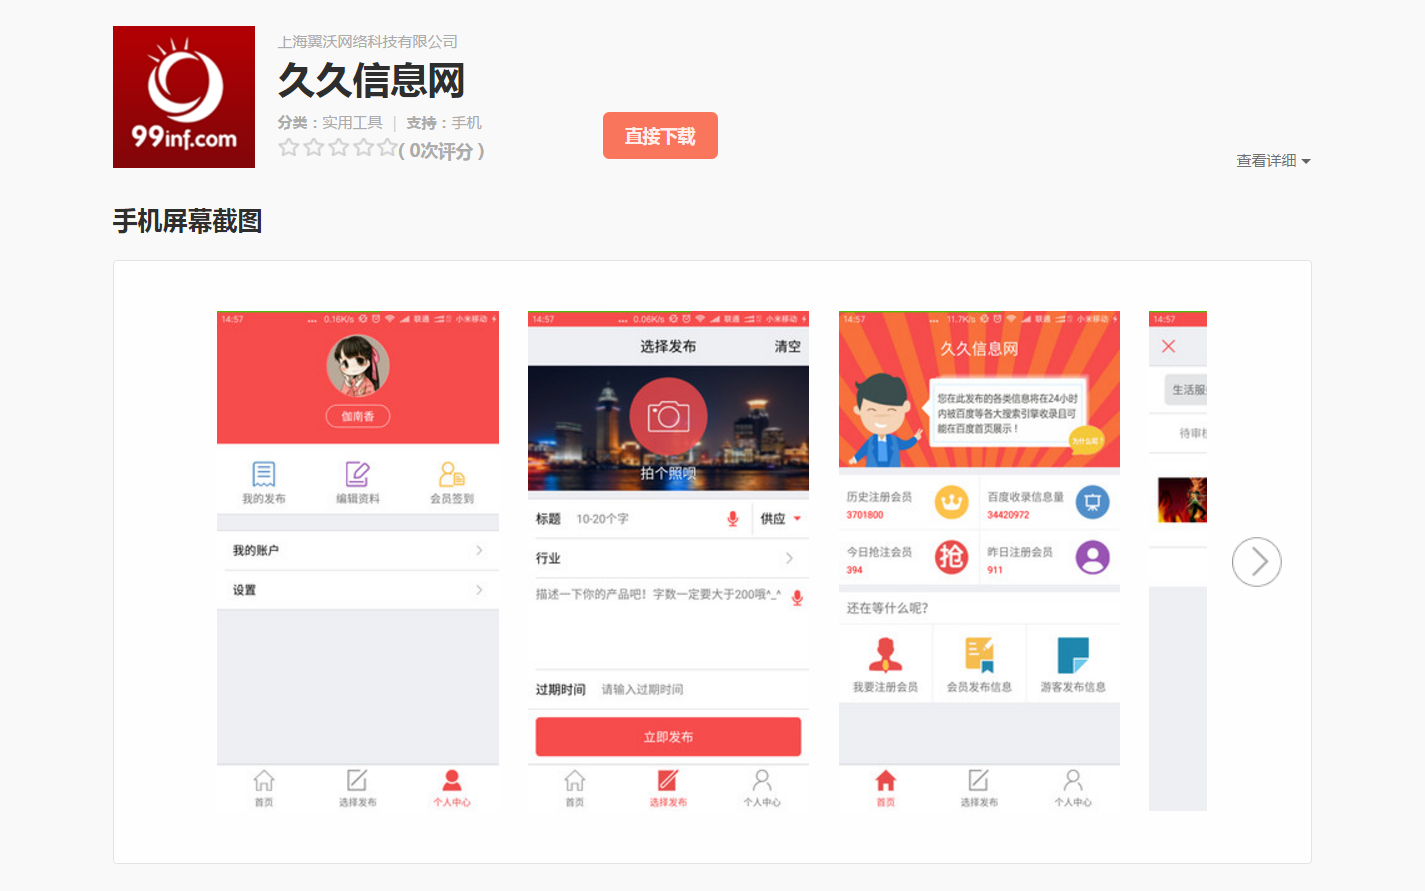 上海翼沃网络科技有限公司
久久信息网
分类：实用工具 | 支持：手机
( 0次评分 )
直接下载
查看详细
99inf.com
手机屏幕截图
14:57 ... 0.16K/s 联通 小米移动
伽南香
我的发布 编辑资料 会员签到
我的账户
设置
首页 选择发布 个人中心
14:57 ... 0.06K/s 联通 小米移动
选择发布 清空
拍个照呗
标题 10-20个字 供应
行业
描述一下你的产品吧！字数一定要大于200哦^_^
过期时间 请输入过期时间
立即发布
首页 选择发布 个人中心
14:57 ... 11.7K/s 联通 小米移动
久久信息网
您在此发布的各类信息将在24小时
内被百度等各大搜索引擎收录且可
能在百度首页展示！
为什么呢？
历史注册会员 百度收录信息量
3701800 34420972
今日抢注会员 抢 昨日注册会员
394 911
还在等什么呢？
我要注册会员 会员发布信息 游客发布信息
首页 选择发布 个人中心
14:57
生活服
待审